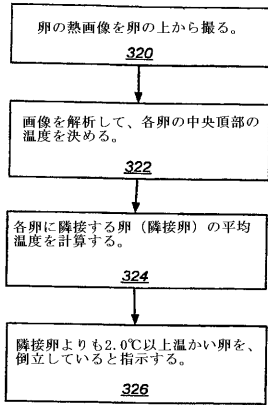 卵の熱画像を卵の上から撮る。
320
画像を解析して、各卵の中央頂部の
温度を決める。
322
各卵に隣接する卵（隣接卵）の平均
温度を計算する。
324
隣接卵よりも2.0℃以上温かい卵を、
倒立していると指示する。
326